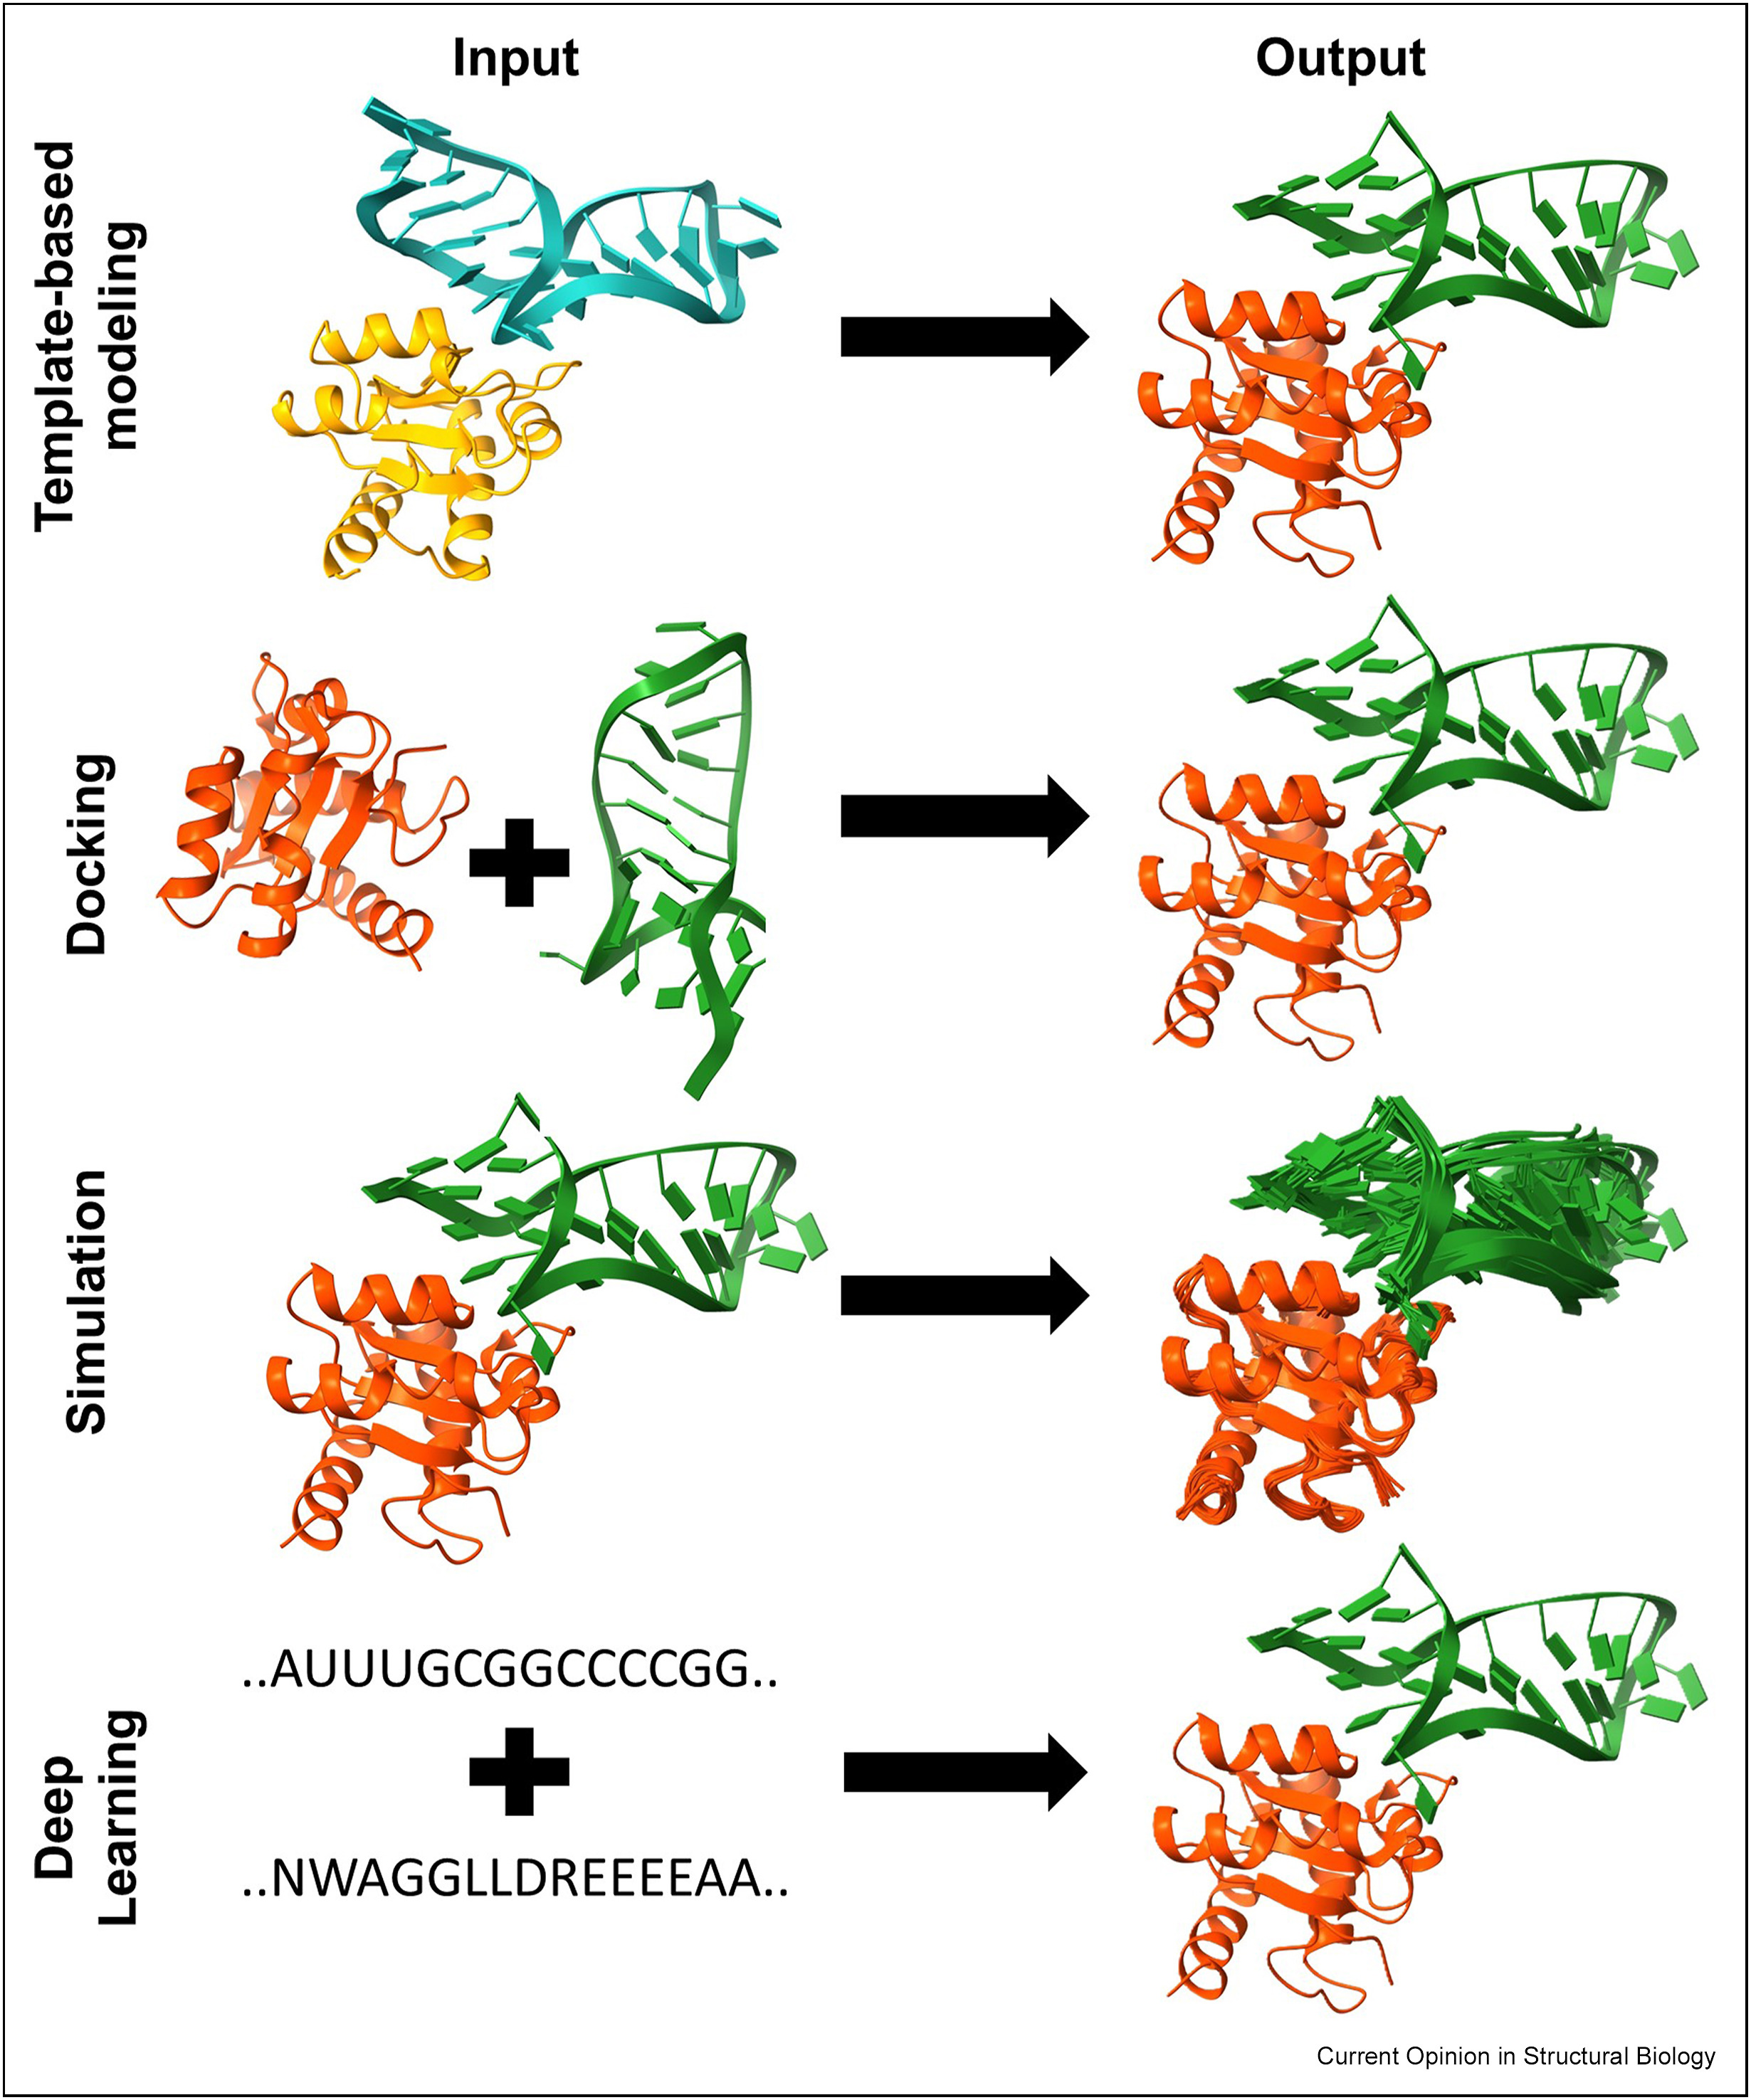 Input
Output
Template-based
modeling
Docking
Simulation
Deep
Learning
..AUUUGCGGCCCCGG..
..NWAGGLLDREEEEAA..
Current Opinion in Structural Biology